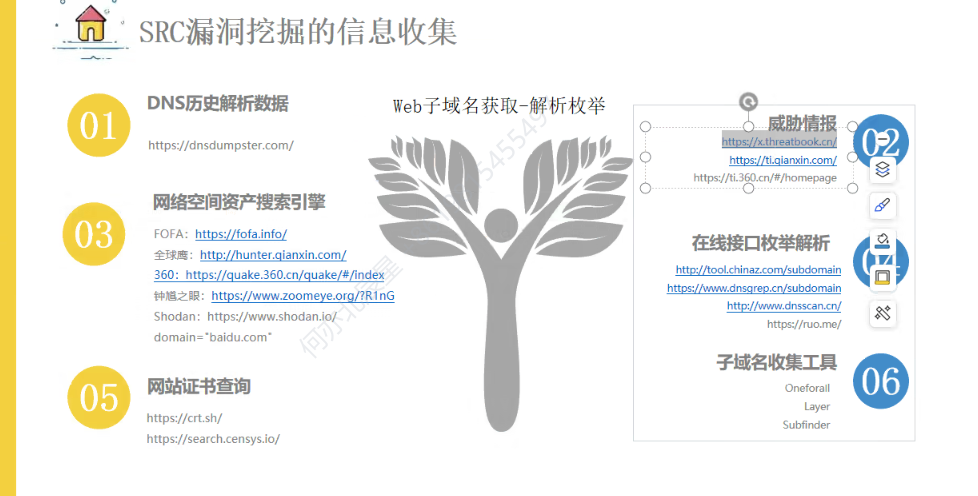 SRC漏洞挖掘的信息收集
Web子域名获取-解析枚举
01
DNS历史解析数据
https://dnsdumpster.com/
02
威胁情报
https://x.threatbook.cn/
https://ti.qianxin.com/
https://ti.360.cn/#/homepage
03
网络空间资产搜索引擎
FOFA：https://fofa.info/
全球鹰：http://hunter.qianxin.com/
360：https://quake.360.cn/quake/#/index
钟馗之眼：https://www.zoomeye.org/?R1nG
Shodan：https://www.shodan.io/
domain="baidu.com"
04
在线接口枚举解析
http://tool.chinaz.com/subdomain
https://www.dnsgrep.cn/subdomain
http://www.dnsscan.cn/
https://ruo.me/
05
网站证书查询
https://crt.sh/
https://search.censys.io/
06
子域名收集工具
Oneforall
Layer
Subfinder